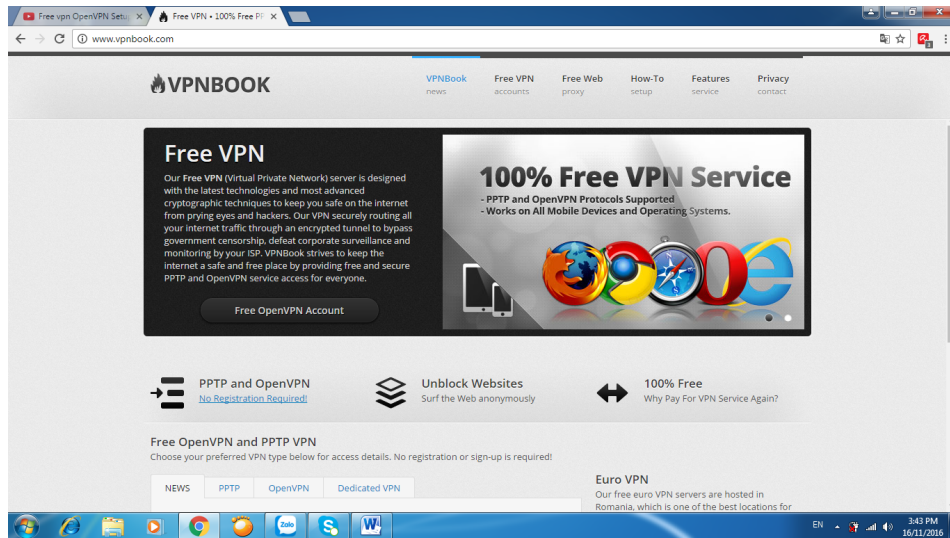 Free vpn OpenVPN Setu
Free VPN • 100% Free PP
www.vpnbook.com
VPNBOOK
VPNBook
news
Free VPN
accounts
Free Web
proxy
How-To
setup
Features
service
Privacy
contact
Free VPN
Our Free VPN (Virtual Private Network) server is designed
with the latest technologies and most advanced
cryptographic techniques to keep you safe on the internet
from prying eyes and hackers. Our VPN securely routing all
your internet traffic through an encrypted tunnel to bypass
government censorship, defeat corporate surveillance and
monitoring by your ISP. VPNBook strives to keep the
internet a safe and free place by providing free and secure
PPTP and OpenVPN service access for everyone.
Free OpenVPN Account
100% Free VPN Service
- PPTP and OpenVPN Protocols Supported
- Works on All Mobile Devices and Operating Systems.
PPTP and OpenVPN
No Registration Required!
Unblock Websites
Surf the Web anonymously
100% Free
Why Pay For VPN Service Again?
Free OpenVPN and PPTP VPN
Choose your preferred VPN type below for access details. No registration or sign-up is required!
NEWS
PPTP
OpenVPN
Dedicated VPN
Euro VPN
Our free euro VPN servers are hosted in
Romania, which is one of the best locations for
Zalo
EN
3:43 PM
16/11/2016